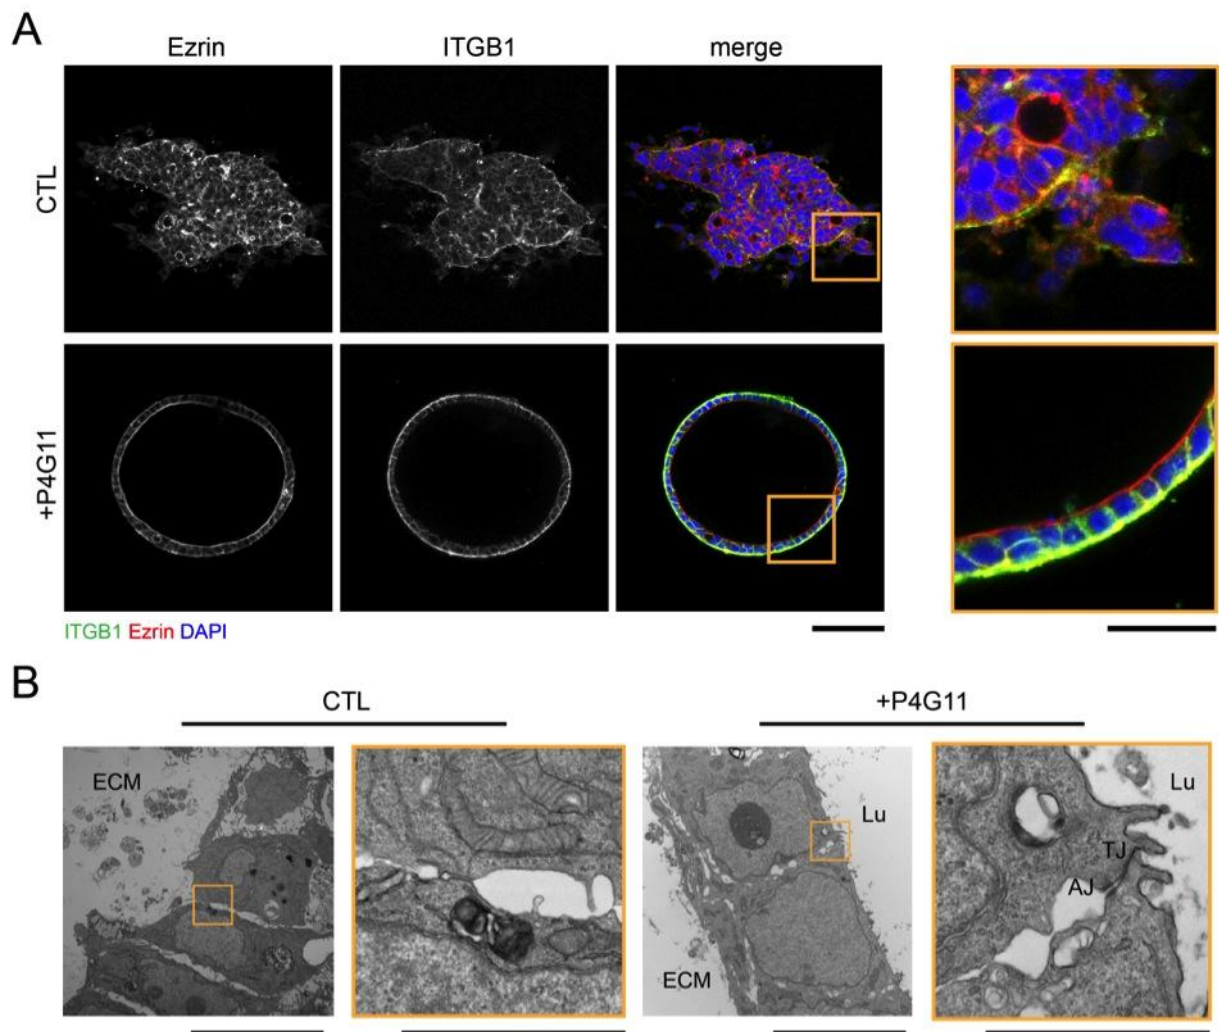 A
Ezrin ITGB1 merge
CTL
+P4G11
ITGB1 Ezrin DAPI
B
CTL +P4G11
ECM
Lu
ECM
Lu
TJ
AJ